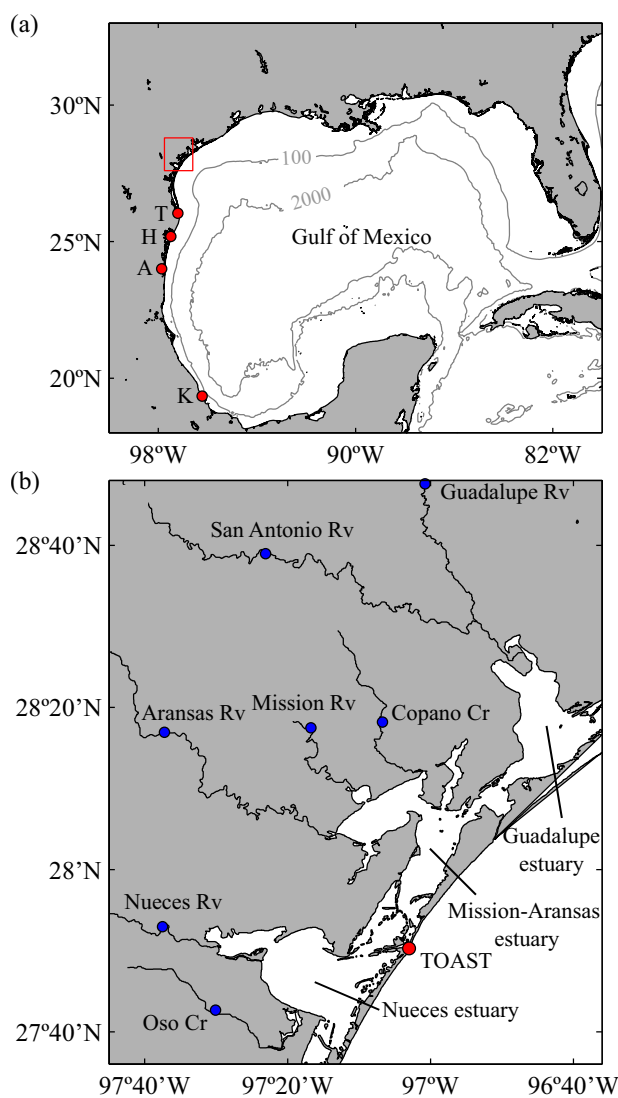 (a)
30ºN
100
2000
T
H
25ºN
Gulf of Mexico
A
20ºN
K
98ºW
90ºW
82ºW
(b)
Guadalupe Rv
San Antonio Rv
28º40’N
28º20’N
Aransas Rv
Mission Rv
Copano Cr
Guadalupe
estuary
28ºN
Mission-Aransas
estuary
Nueces Rv
TOAST
Nueces estuary
Oso Cr
27º40’N
97º40’W
97º20’W
97ºW
96º40’W